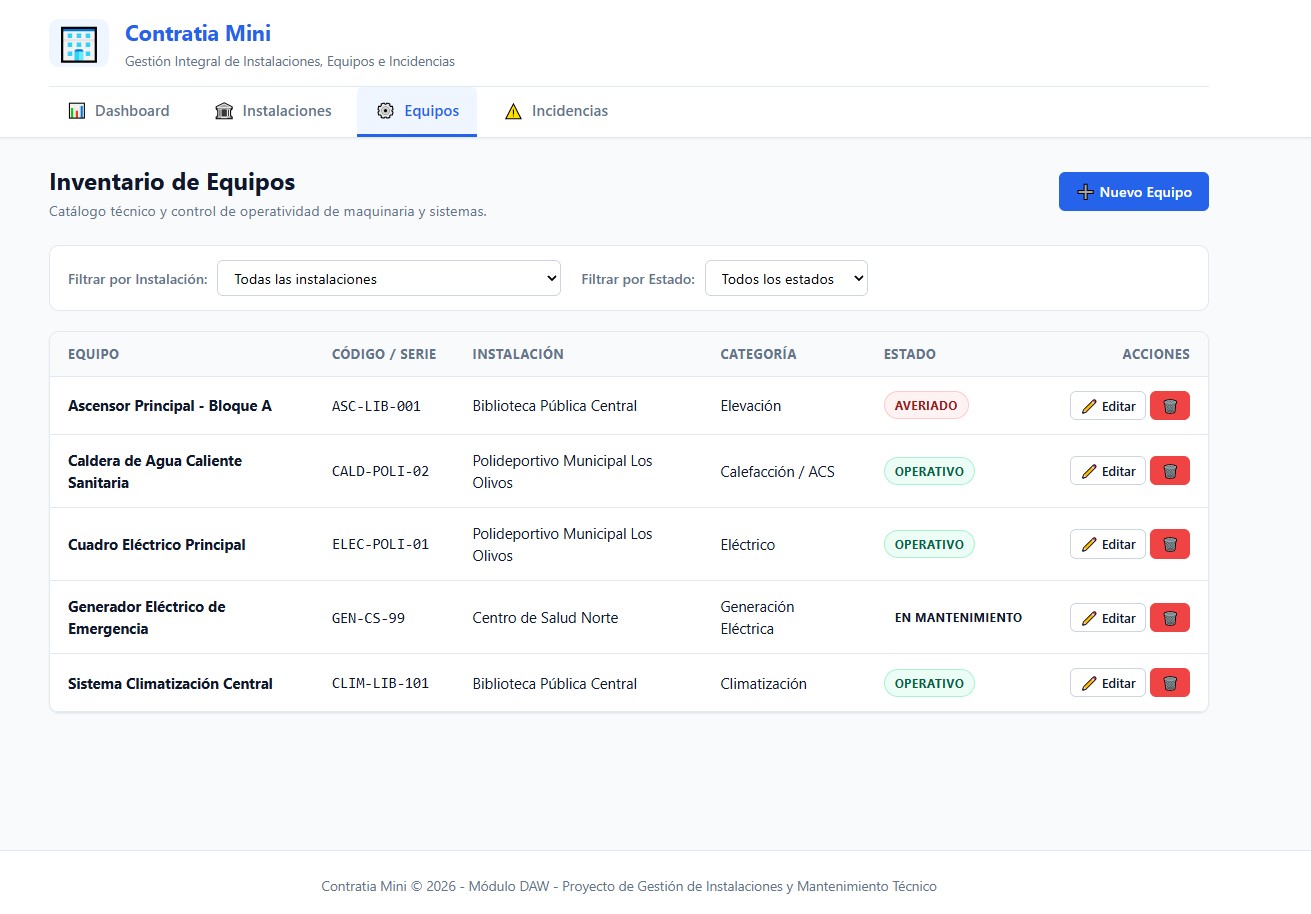 Contratia Mini
Gestión Integral de Instalaciones, Equipos e Incidencias
Dashboard Instalaciones Equipos Incidencias
Inventario de Equipos
Nuevo Equipo
Catálogo técnico y control de operatividad de maquinaria y sistemas.
Filtrar por Instalación: Todas las instalaciones Filtrar por Estado: Todos los estados
EQUIPO CÓDIGO / SERIE INSTALACIÓN CATEGORÍA ESTADO ACCIONES
Ascensor Principal - Bloque A ASC-LIB-001 Biblioteca Pública Central Elevación AVERIADO Editar
Caldera de Agua Caliente
Sanitaria
CALD-POLI-02
Polideportivo Municipal Los
Olivos
Calefacción / ACS OPERATIVO Editar
Cuadro Eléctrico Principal ELEC-POLI-01
Polideportivo Municipal Los
Olivos
Eléctrico OPERATIVO Editar
Generador Eléctrico de
Emergencia
GEN-CS-99 Centro de Salud Norte
Generación
Eléctrica
EN MANTENIMIENTO Editar
Sistema Climatización Central CLIM-LIB-101 Biblioteca Pública Central Climatización OPERATIVO Editar
Contratia Mini © 2026 - Módulo DAW - Proyecto de Gestión de Instalaciones y Mantenimiento Técnico